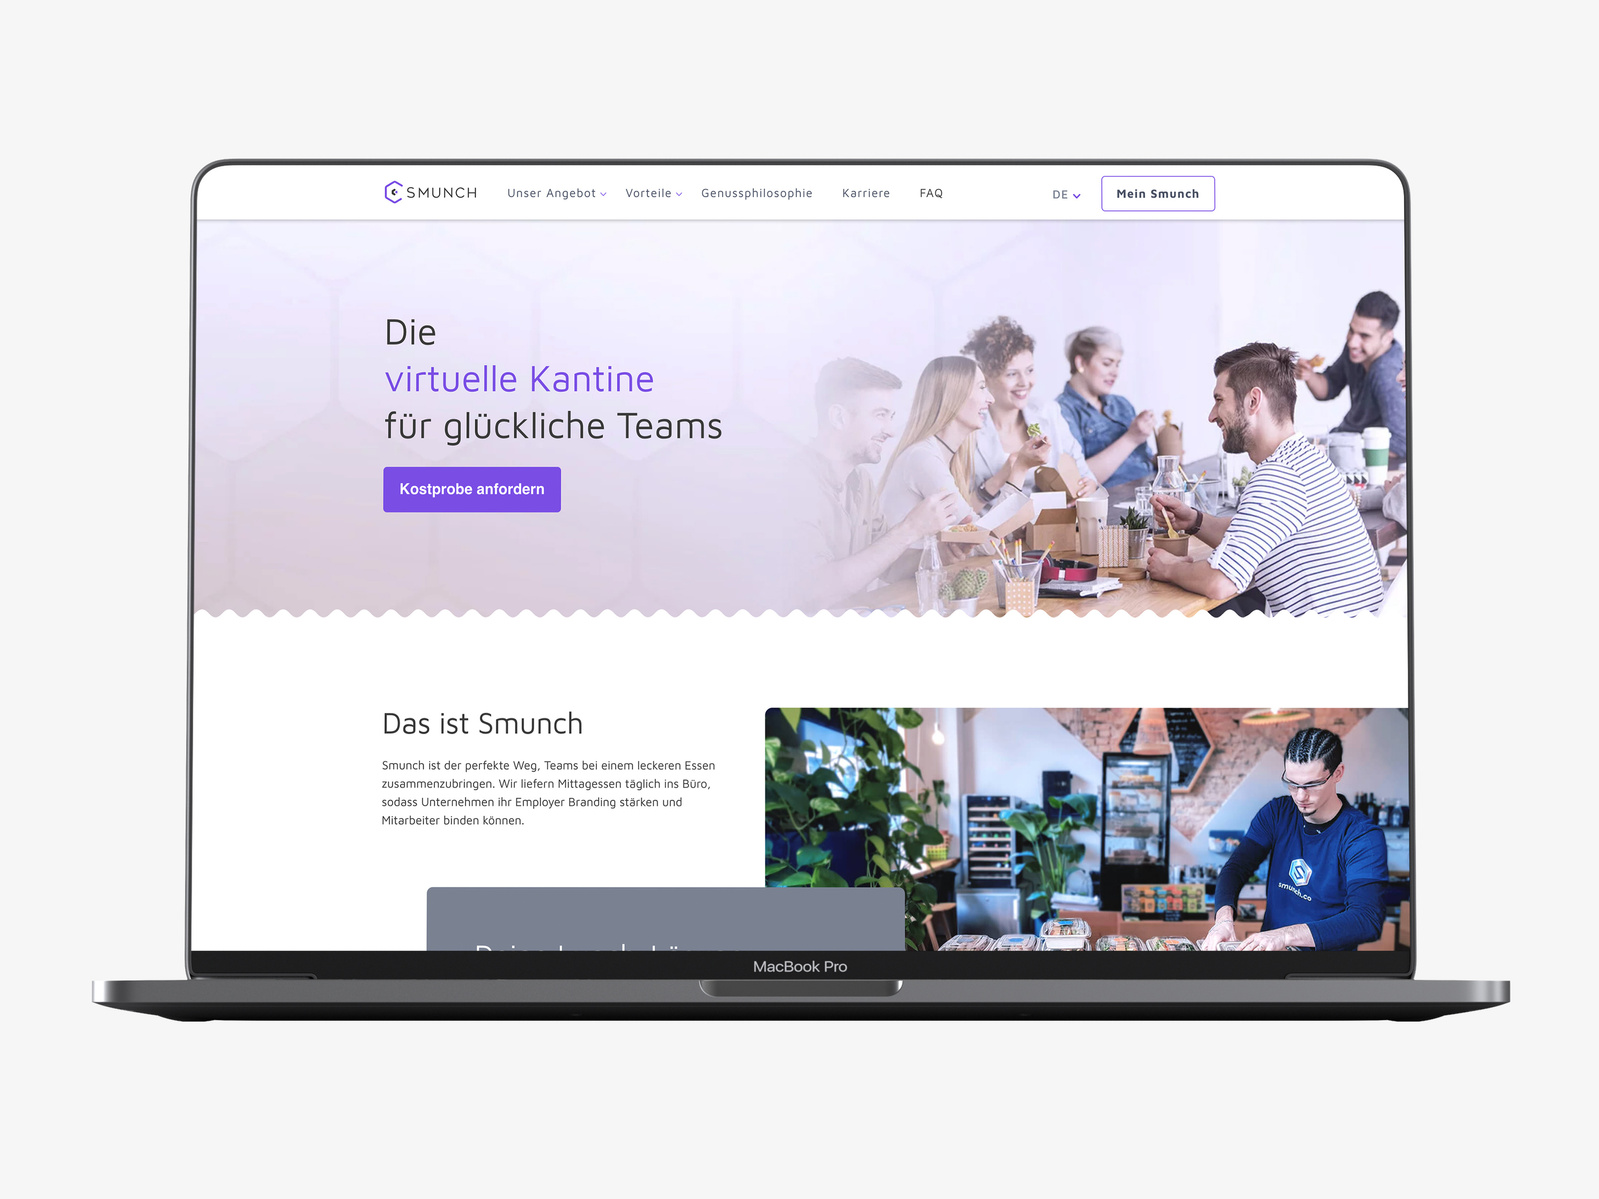 SMUNCH Unser Angebot Vorteile Genussphilosophie Karriere FAQ DE Mein Smunch
Die
virtuelle Kantine
für glückliche Teams
Kostprobe anfordern
Das ist Smunch
Smunch ist der perfekte Weg, Teams bei einem leckeren Essen
zusammenzubringen. Wir liefern Mittagessen täglich ins Büro,
sodass Unternehmen ihr Employer Branding stärken und
Mitarbeiter binden können.
smunch.co
MacBook Pro